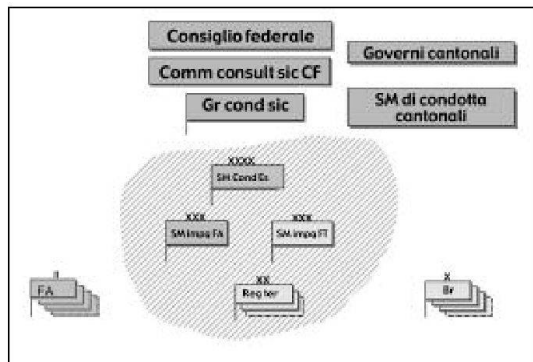 Consiglio federale
Governi cantonali
Comm consult sic CF
Gr cond sic
SM di condotta
cantonali
XXXX
SM Cond Es
XXX
SM impg FA
XXX
SM impg FT
II
FA
XX
Reg ter
X
Br